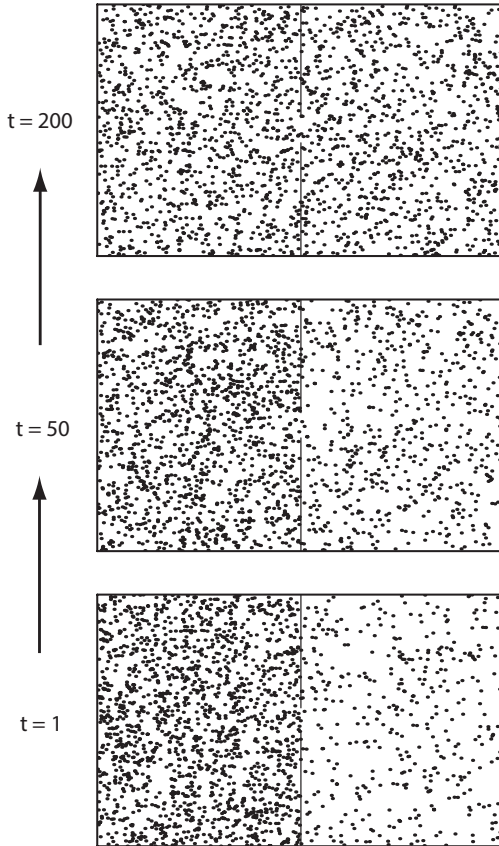 t = 200
t = 50
t = 1